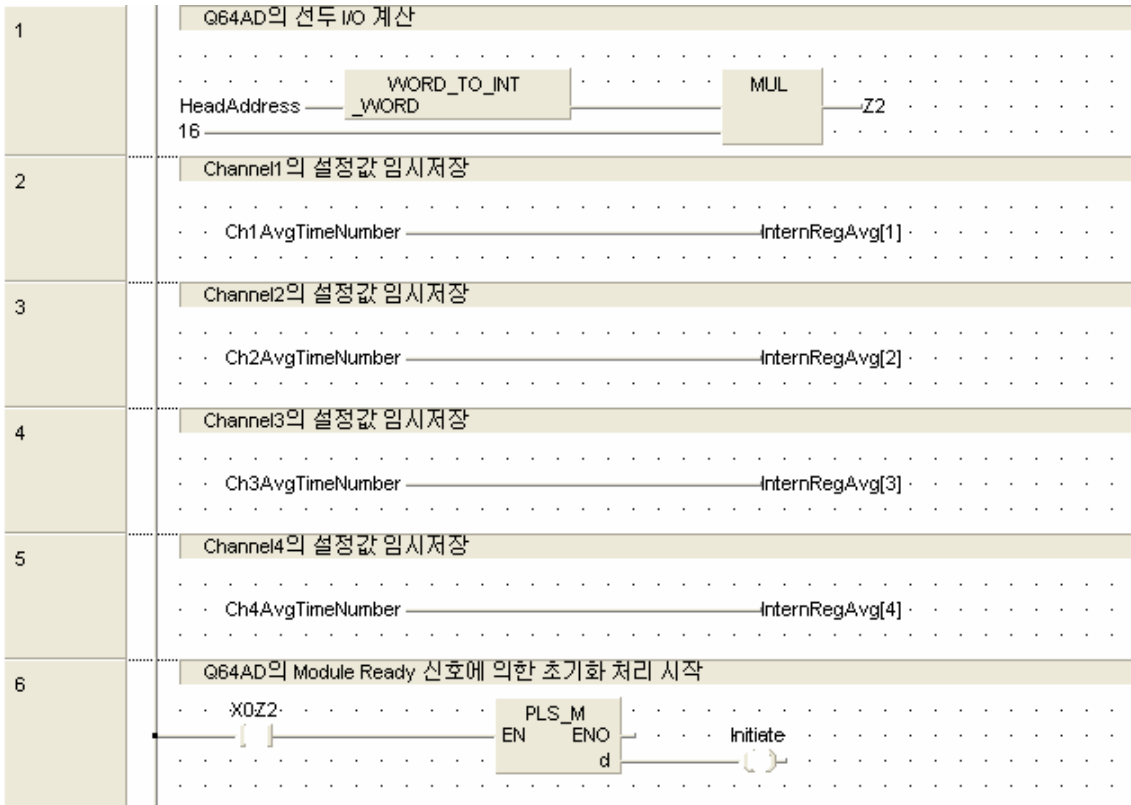 1
Q64AD의 선두 I/O 계산
WORD_TO_INT
MUL
HeadAddress
_WORD
Z2
16
2
Channel1의 설정값 임시저장
Ch1AvgTimeNumber
InternRegAvg[1]
3
Channel2의 설정값 임시저장
Ch2AvgTimeNumber
InternRegAvg[2]
4
Channel3의 설정값 임시저장
Ch3AvgTimeNumber
InternRegAvg[3]
5
Channel4의 설정값 임시저장
Ch4AvgTimeNumber
InternRegAvg[4]
6
Q64AD의 Module Ready 신호에 의한 초기화 처리 시작
X0Z2
PLS_M
EN ENO
Initiate
d